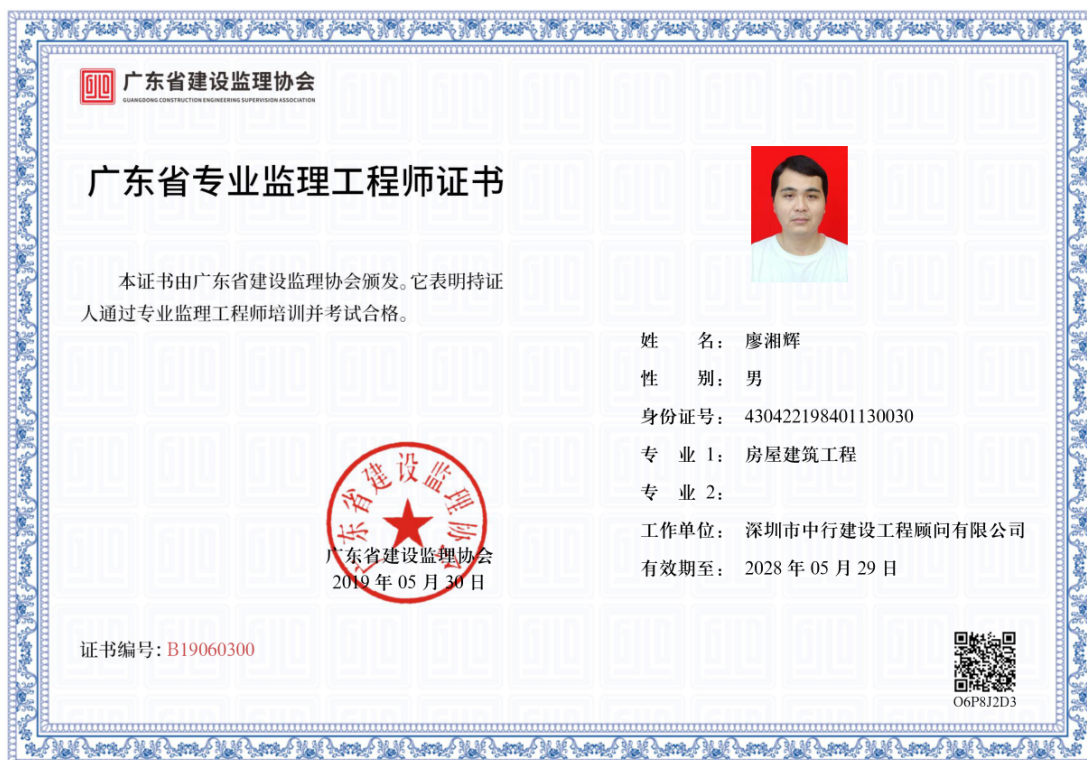 广东省建设监理协会
GUANGDONG CONSTRUCTION ENGINEERING SUPERVISION ASSOCIATION
广东省专业监理工程师证书
本证书由广东省建设监理协会颁发。它表明持证
人通过专业监理工程师培训并考试合格。
姓 名： 廖湘辉
性 别： 男
身份证号： 430422198401130030
专 业 1： 房屋建筑工程
专 业 2：
工作单位： 深圳市中行建设工程顾问有限公司
有效期至： 2028 年 05 月 29 日
广东省建设监理协会
广东省建设监理协会
2019 年 05 月 30 日
证书编号：B19060300
O6P8J2D3